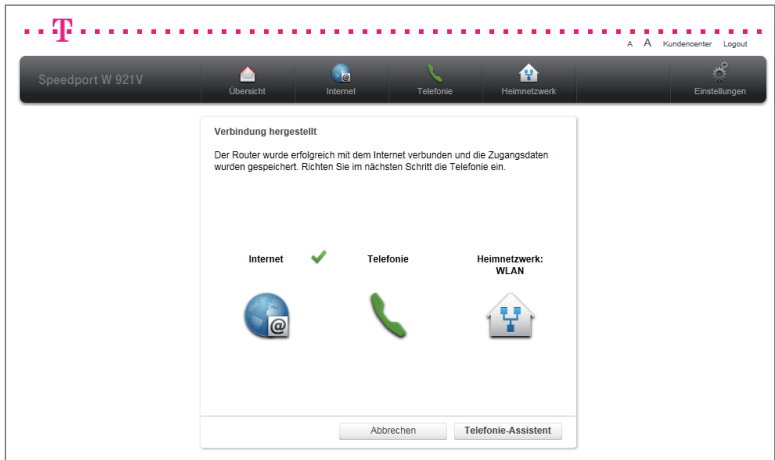 T
A A Kundencenter Logout
Speedport W 921V
Übersicht Internet Telefonie Heimnetzwerk Einstellungen
Verbindung hergestellt
Der Router wurde erfolgreich mit dem Internet verbunden und die Zugangsdaten
wurden gespeichert. Richten Sie im nächsten Schritt die Telefonie ein.
Internet Telefonie Heimnetzwerk:
WLAN
@
Abbrechen Telefonie-Assistent